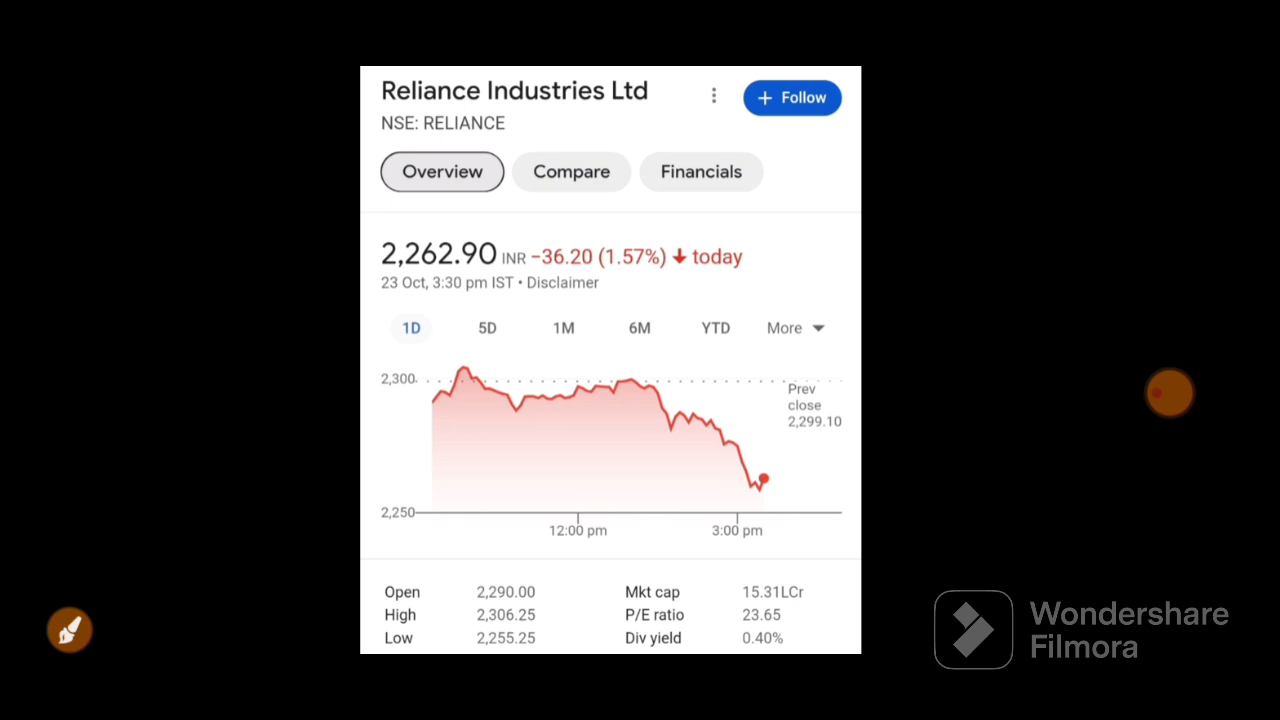 Reliance Industries Ltd
+ Follow
NSE: RELIANCE
Overview Compare Financials
2,262.90 INR −36.20 (1.57%) ↓ today
23 Oct, 3:30 pm IST • Disclaimer
1D 5D 1M 6M YTD More
2,300
Prev
close
2,299.10
2,250
12:00 pm 3:00 pm
Open 2,290.00 Mkt cap 15.31LCr
High 2,306.25 P/E ratio 23.65
Low 2,255.25 Div yield 0.40%
Wondershare
Filmora